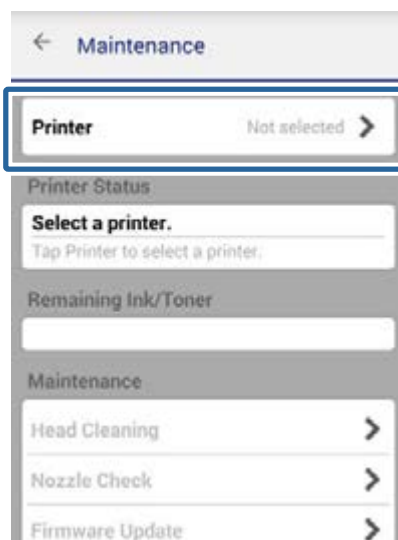 Maintenance
Printer Not selected
Printer Status
Select a printer.
Tap Printer to select a printer.
Remaining Ink/Toner
Maintenance
Head Cleaning
Nozzle Check
Firmware Update